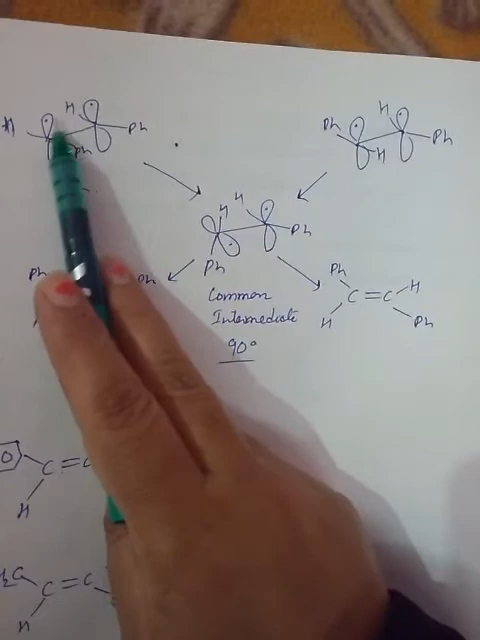 H H Ph Ph H Ph
Ph H
H H Ph
Ph
Ph Ph Ph
Common C = C H
Intermediate H Ph
90°
C = C
H
C = C
H